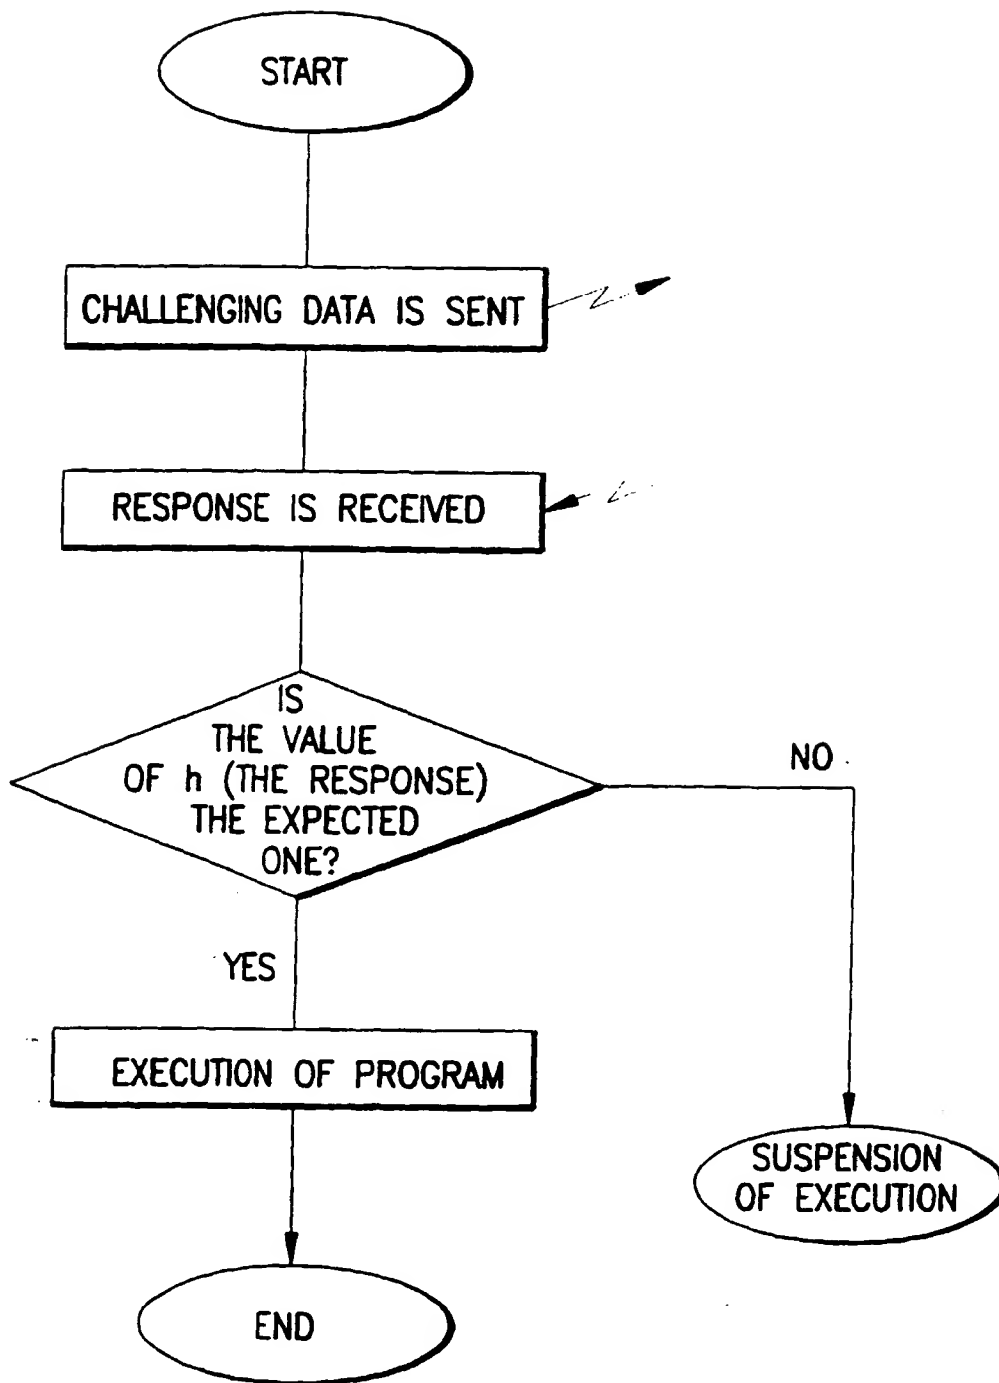 START
CHALLENGING DATA IS SENT
RESPONSE IS RECEIVED
IS
THE VALUE
OF h (THE RESPONSE)
THE EXPECTED
ONE?
NO
YES
EXECUTION OF PROGRAM
SUSPENSION
OF EXECUTION
END